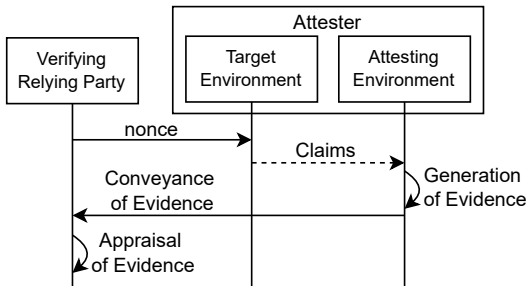 Attester
Verifying
Relying Party
Target
Environment
Attesting
Environment
nonce
Claims
Generation
of Evidence
Conveyance
of Evidence
Appraisal
of Evidence